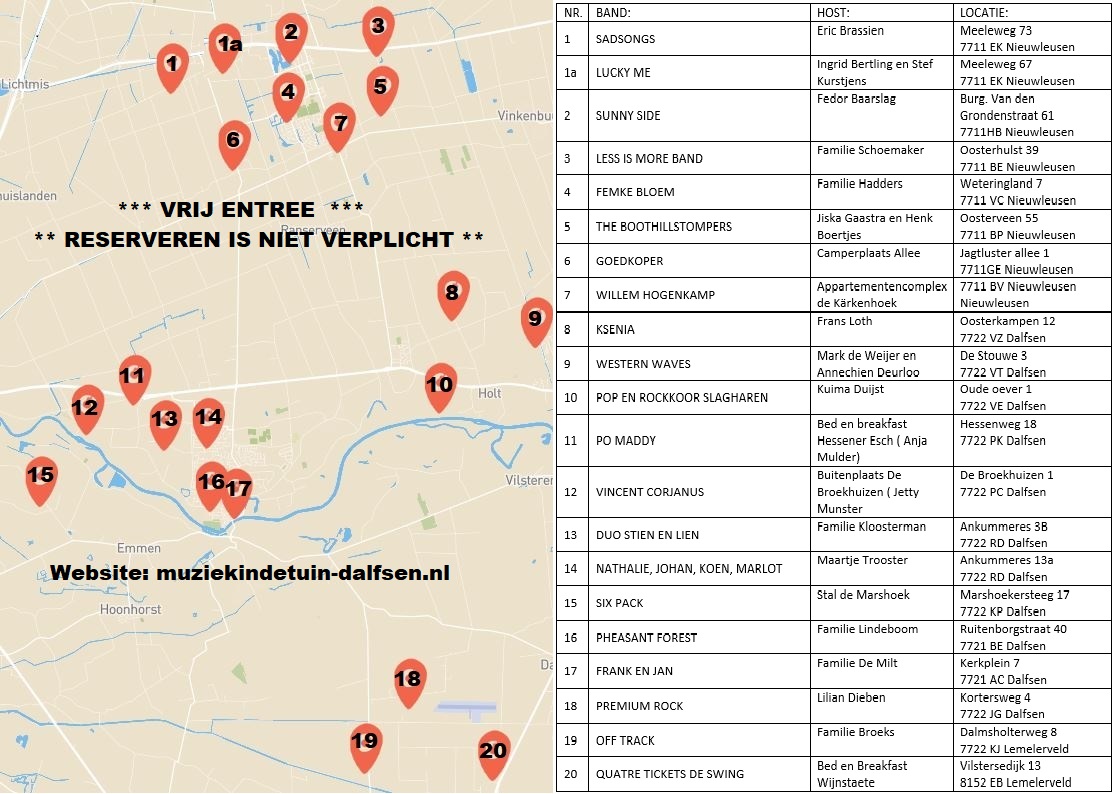 1
1a
2
3
Lichtmis
4
5
6
7
Vinkenbuu
huislanden
*** VRIJ ENTREE ***
Ranserveen
** RESERVEREN IS NIET VERPLICHT **
8
9
11
10
Holt
12
13
14
15
16
17
Vilsteren
Emmen
Website: muziekindetuin-dalfsen.nl
Hoonhorst
Da
18
19
20
NR. BAND: HOST: LOCATIE:
1 SADSONGS Eric Brassien Meeleweg 73
7711 EK Nieuwleusen
1a LUCKY ME Ingrid Bertling en Stef Meeleweg 67
Kurstjens 7711 EK Nieuwleusen
2 SUNNY SIDE Fedor Baarslag Burg. Van den
Grondenstraat 61
7711HB Nieuwleusen
3 LESS IS MORE BAND Familie Schoemaker Oosterhulst 39
7711 BE Nieuwleusen
4 FEMKE BLOEM Familie Hadders Weteringland 7
7711 VC Nieuwleusen
5 THE BOOTHILLSTOMPERS Jiska Gaastra en Henk Oosterveen 55
Boertjes 7711 BP Nieuwleusen
6 GOEDKOPER Camperplaats Allee Jagtluster allee 1
7711GE Nieuwleusen
7 WILLEM HOGENKAMP Appartementencomplex 7711 BV Nieuwleusen
de Kärkenhoek Nieuwleusen
8 KSENIA Frans Loth Oosterkampen 12
7722 VZ Dalfsen
9 WESTERN WAVES Mark de Weijer en De Stouwe 3
Annechien Deurloo 7722 VT Dalfsen
10 POP EN ROCKKOOR SLAGHAREN Kuima Duijst Oude oever 1
7722 VE Dalfsen
11 PO MADDY Bed en breakfast Hessenweg 18
Hessener Esch ( Anja 7722 PK Dalfsen
Mulder)
12 VINCENT CORJANUS Buitenplaats De De Broekhuizen 1
Broekhuizen ( Jetty 7722 PC Dalfsen
Munster
13 DUO STIEN EN LIEN Familie Kloosterman Ankummeres 3B
7722 RD Dalfsen
14 NATHALIE, JOHAN, KOEN, MARLOT Maartje Trooster Ankummeres 13a
7722 RD Dalfsen
15 SIX PACK Stal de Marshoek Marshoekersteeg 17
7722 KP Dalfsen
16 PHEASANT FOREST Familie Lindeboom Ruitenborgstraat 40
7721 BE Dalfsen
17 FRANK EN JAN Familie De Milt Kerkplein 7
7721 AC Dalfsen
18 PREMIUM ROCK Lilian Dieben Kortersweg 4
7722 JG Dalfsen
19 OFF TRACK Familie Broeks Dalmsholterweg 8
7722 KJ Lemelerveld
20 QUATRE TICKETS DE SWING Bed en Breakfast Vilstersedijk 13
Wijnstaete 8152 EB Lemelerveld